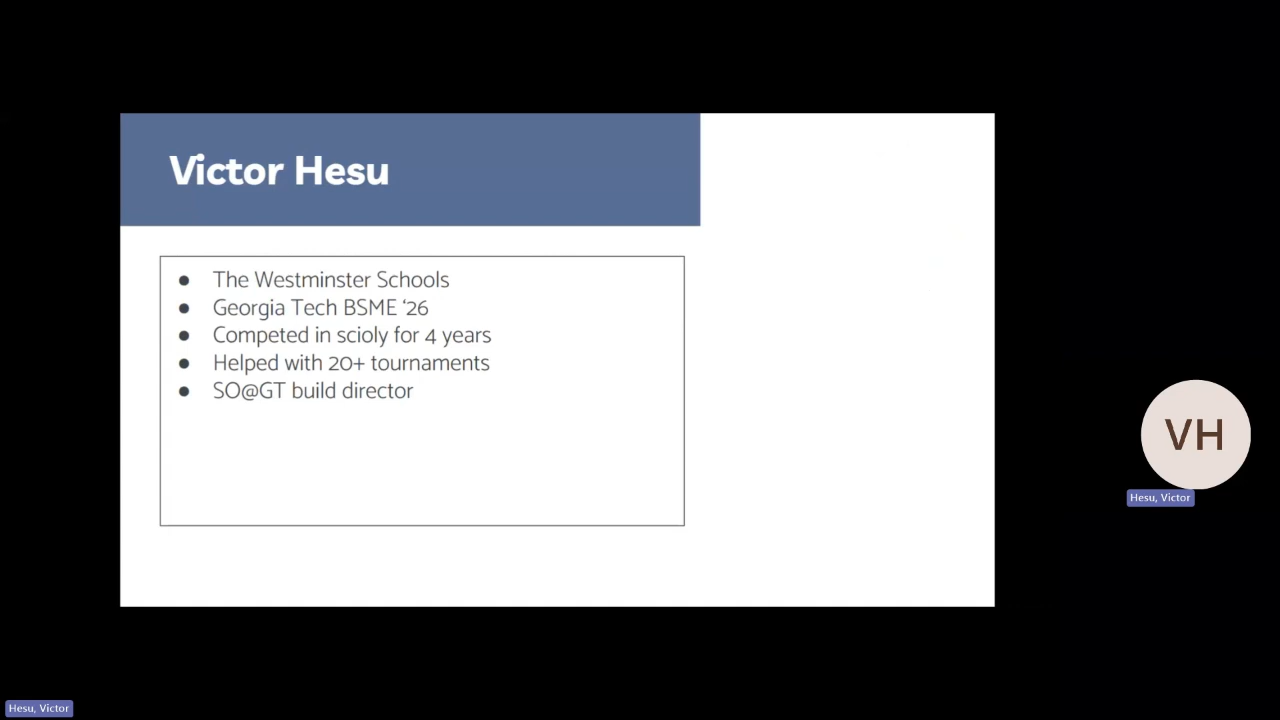 Victor Hesu
● The Westminster Schools
● Georgia Tech BSME ‘26
● Competed in scioly for 4 years
● Helped with 20+ tournaments
● SO@GT build director
VH
Hesu, Victor
Hesu, Victor